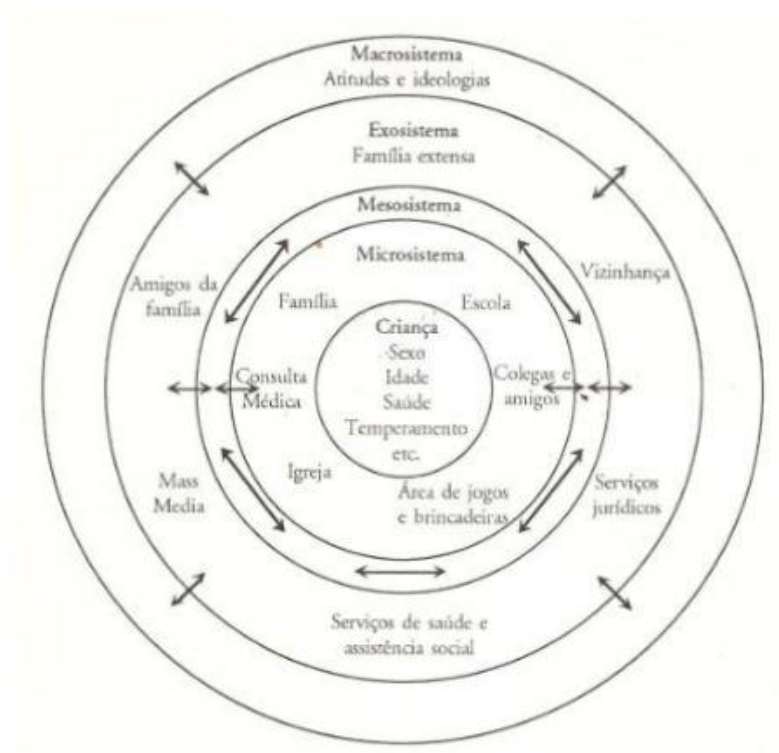 Macrosistema
Atitudes e ideologias
Exosistema
Família extensa
Mesosistema
Microsistema
Amigos da
família
Vizinhança
Família
Escola
Criança
Sexo
Idade
Saúde
Temperamento
etc.
Consulta
Médica
Colegas e
amigos
Igreja
Área de jogos
e brincadeiras
Mass
Media
Serviços
jurídicos
Serviços de saúde e
assistência social